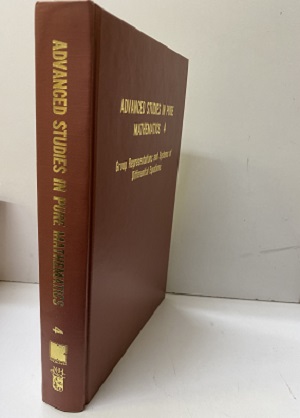 ADVANCED STUDIES IN PURE MATHEMATICS 4
ADVANCED STUDIES IN PURE
MATHEMATICS 4
Group Representations and Systems of
Differential Equations